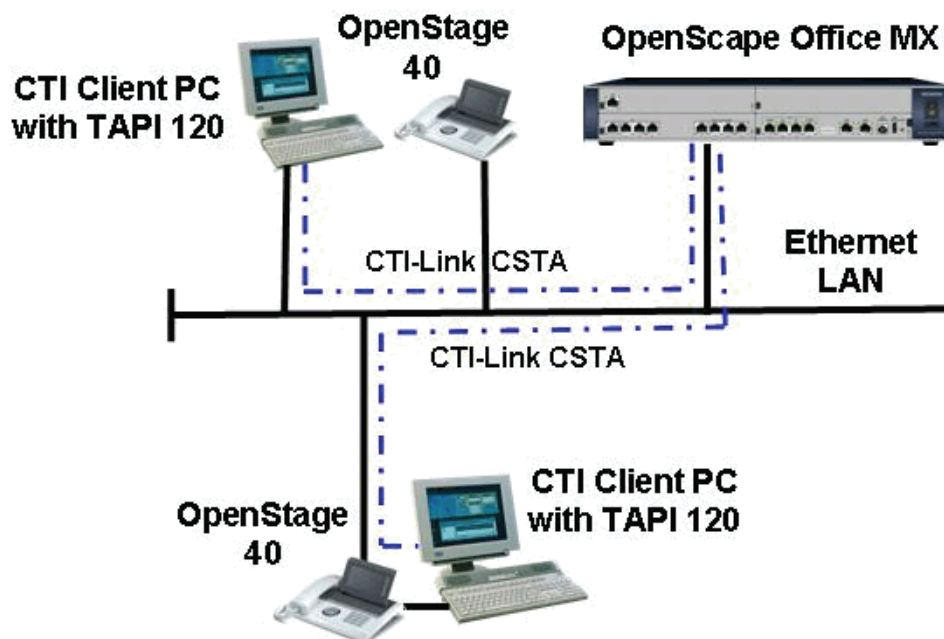 OpenStage
40
OpenScape Office MX
CTI Client PC
with TAPI 120
CTI-Link CSTA
Ethernet
LAN
CTI-Link CSTA
CTI Client PC
with TAPI 120
OpenStage
40